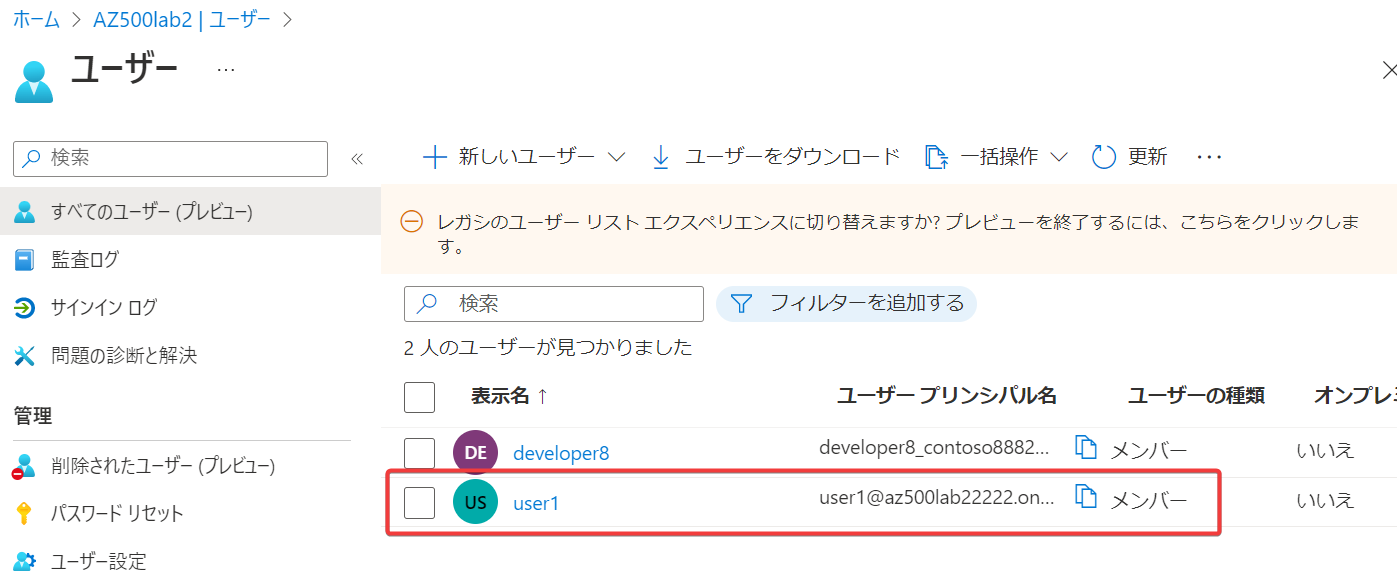 ホーム > AZ500lab2 | ユーザー >
ユーザー ...
検索
«
すべてのユーザー (プレビュー)
監査ログ
サインイン ログ
問題の診断と解決
管理
削除されたユーザー (プレビュー)
パスワード リセット
ユーザー設定
新しいユーザー ユーザーをダウンロード 一括操作 更新 ...
レガシのユーザー リスト エクスペリエンスに切り替えますか? プレビューを終了するには、こちらをクリックしま
す。
検索 フィルターを追加する
2 人のユーザーが見つかりました
表示名 ↑ ユーザー プリンシパル名 ユーザーの種類 オンプレミ
DE developer8 developer8_contoso8882... メンバー いいえ
US user1 user1@az500lab22222.on... メンバー いいえ